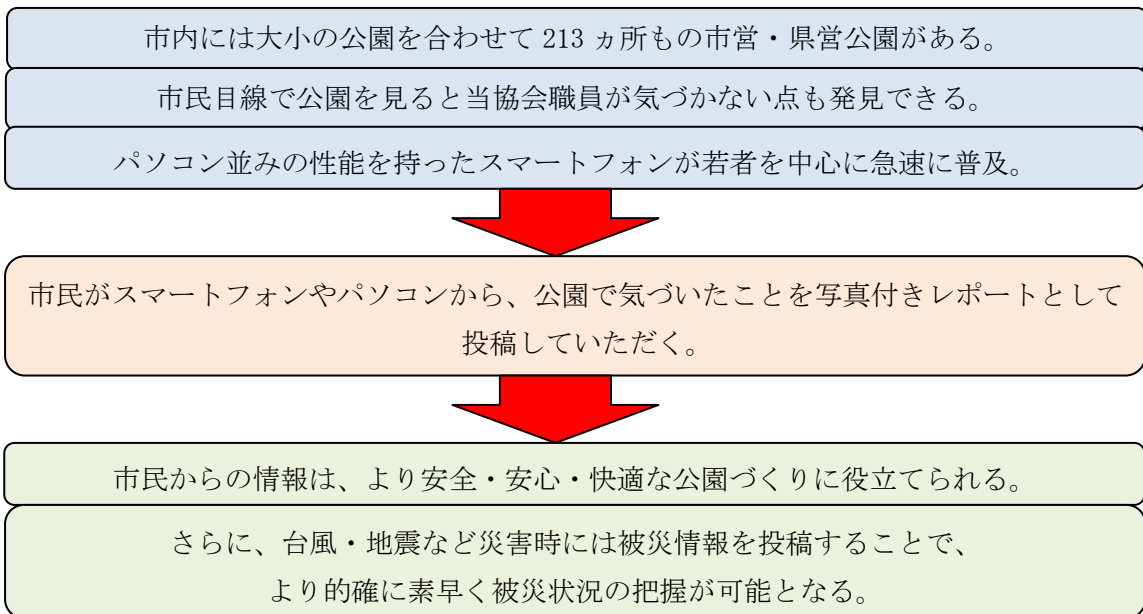 市内には大小の公園を合わせて 213 ヵ所もの市営・県営公園がある。
市民目線で公園を見ると当協会職員が気づかない点も発見できる。
パソコン並みの性能を持ったスマートフォンが若者を中心に急速に普及。
市民がスマートフォンやパソコンから、公園で気づいたことを写真付きレポートとして
投稿していただく。
市民からの情報は、より安全・安心・快適な公園づくりに役立てられる。
さらに、台風・地震など災害時には被災情報を投稿することで、
より的確に素早く被災状況の把握が可能となる。